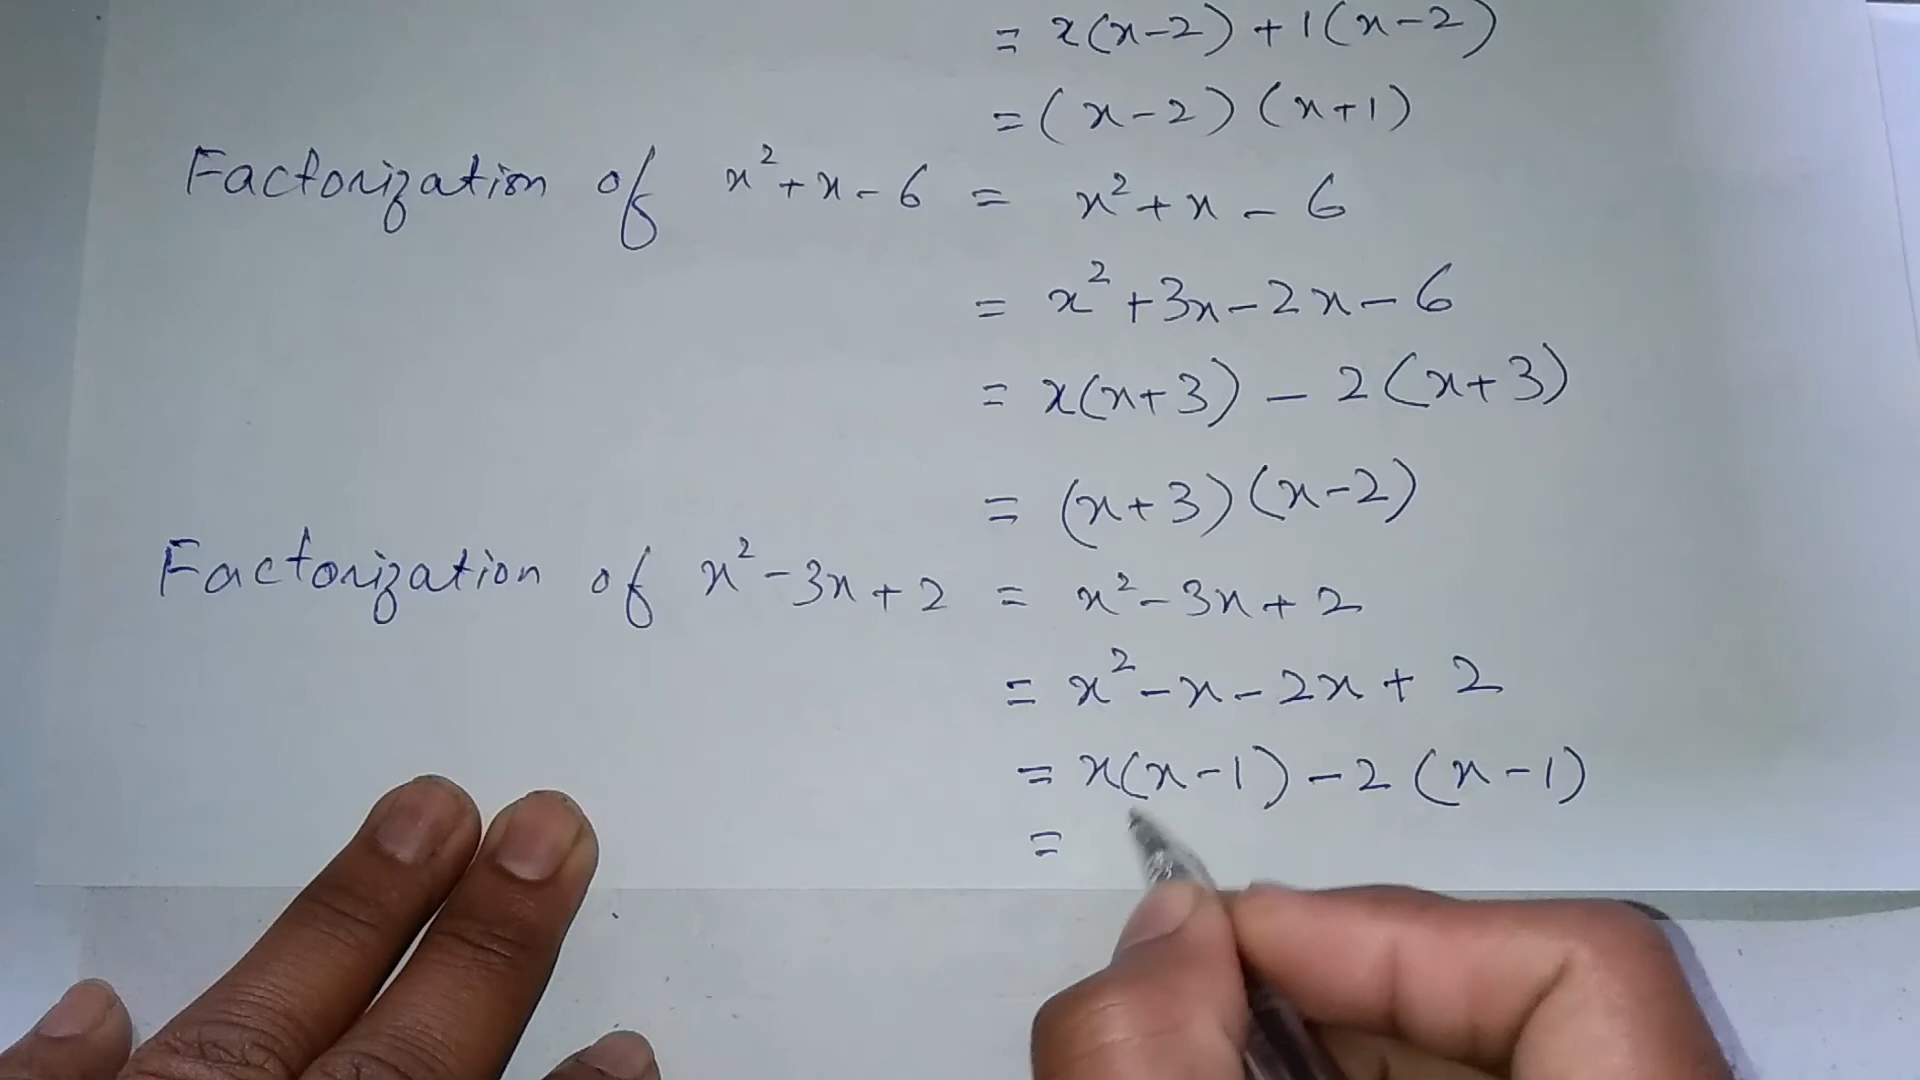 = x(x-2) + 1(x-2)
= (x-2) (x+1)
Factorization of x²+x-6 = x²+x-6
= x²+3x-2x-6
= x(x+3) - 2(x+3)
= (x+3) (x-2)
Factorization of x²-3x+2 = x²-3x+2
= x²-x-2x+2
= x(x-1) -2 (x-1)
=